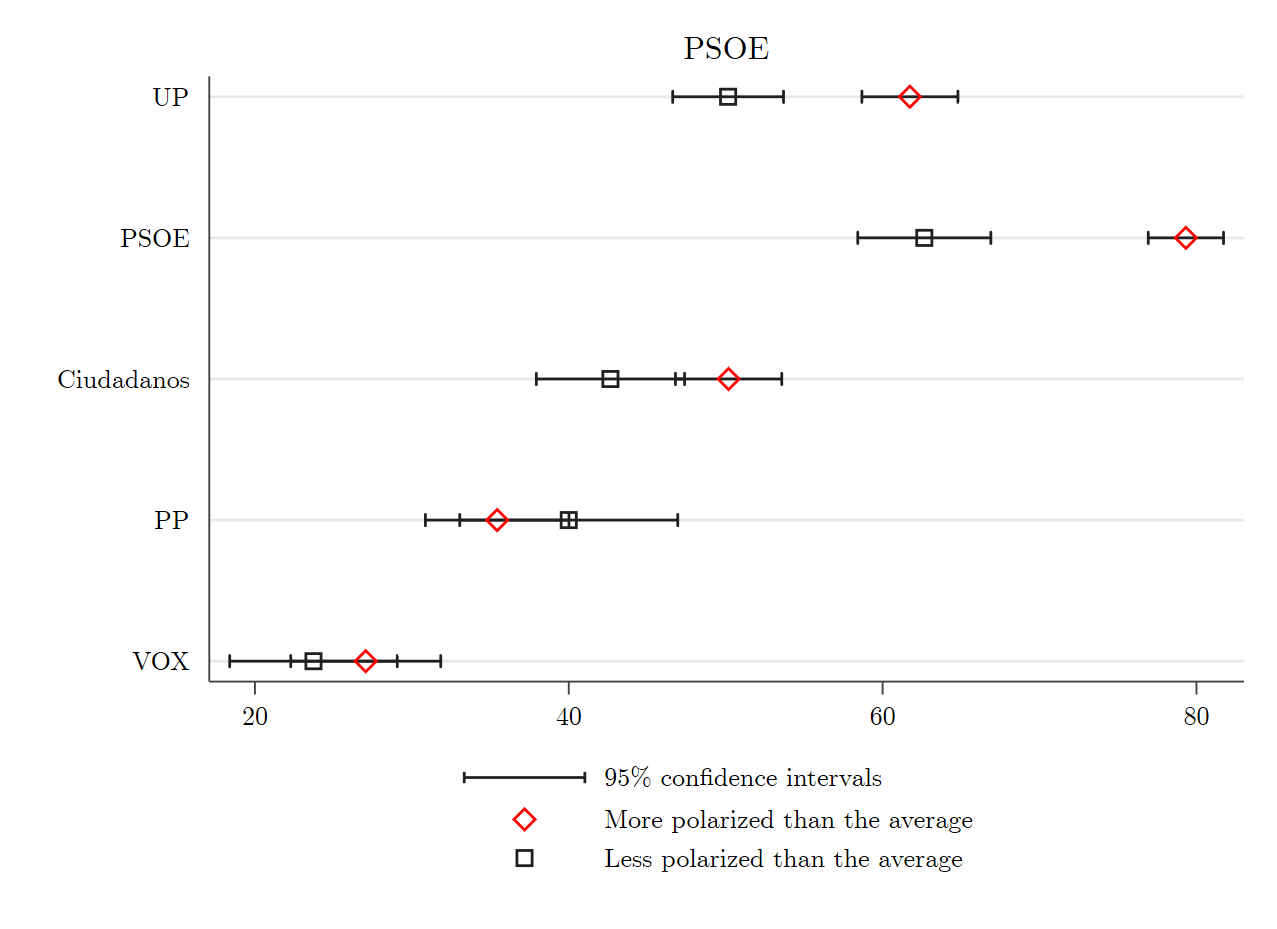 PSOE
UP
PSOE
Ciudadanos
PP
VOX
20 40 60 80
95% confidence intervals
More polarized than the average
Less polarized than the average